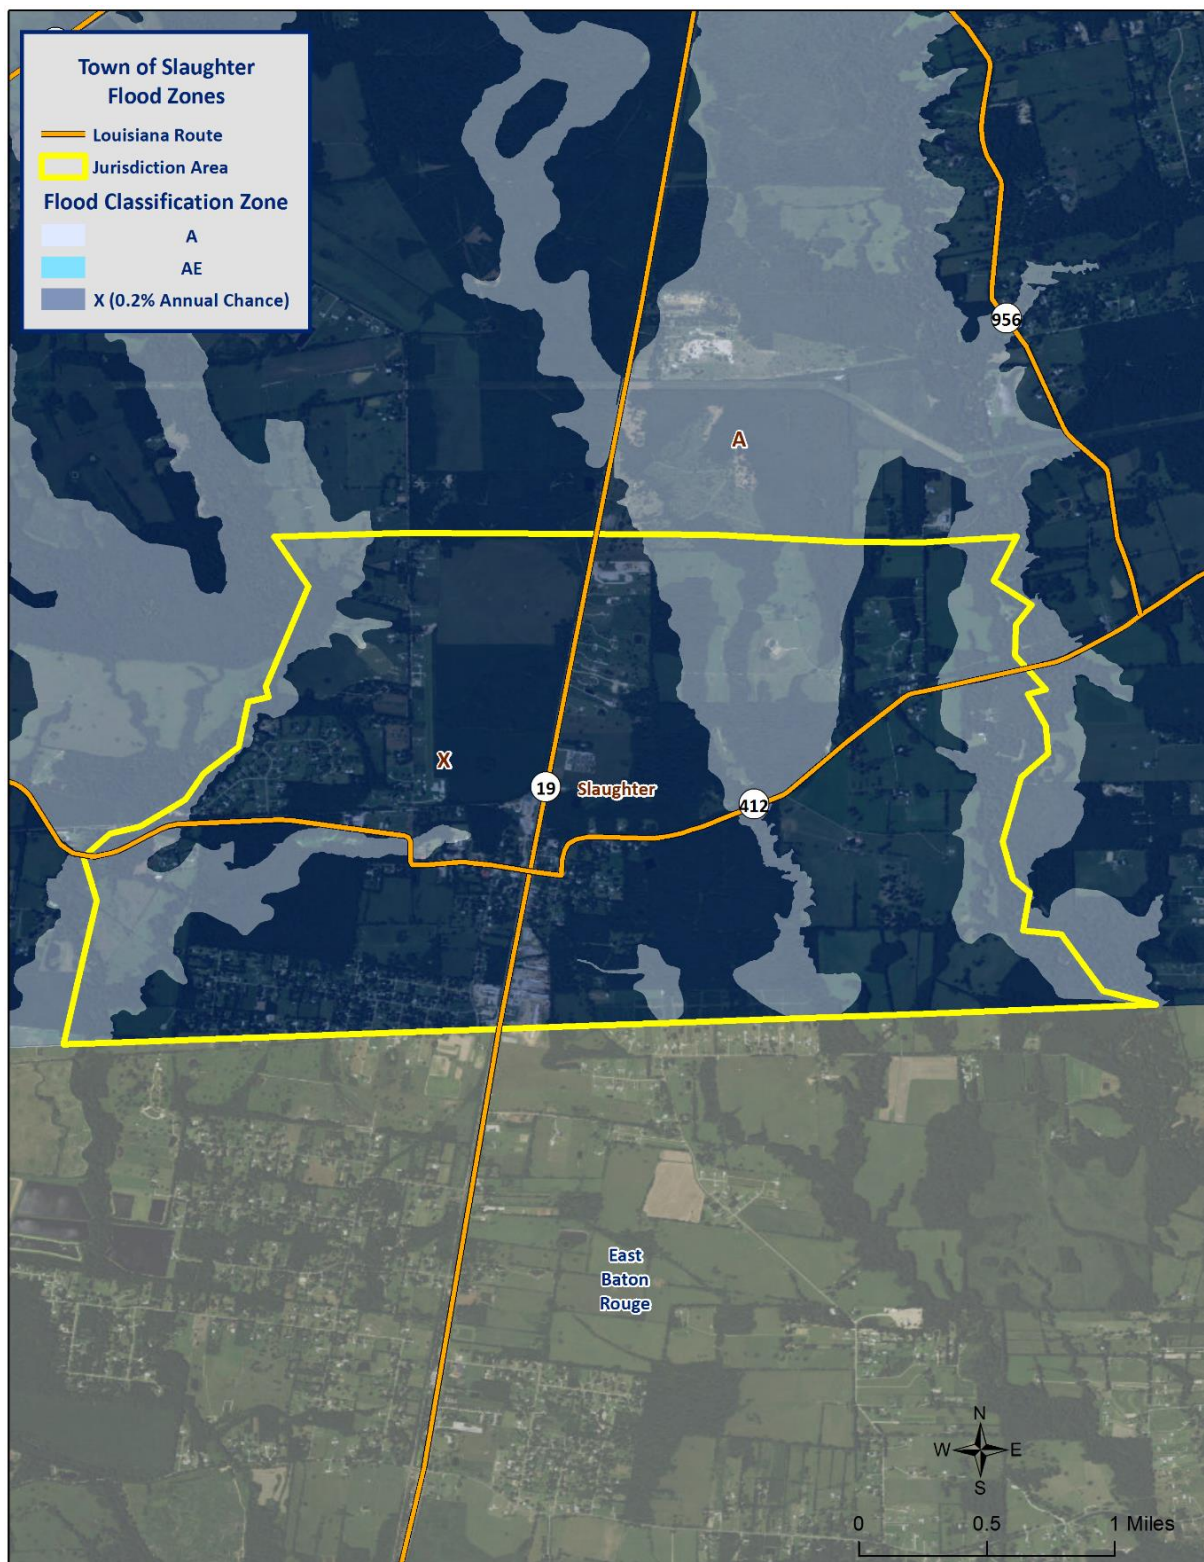 Town of Slaughter
Flood Zones
Louisiana Route
Jurisdiction Area
Flood Classification Zone
A
AE
X (0.2% Annual Chance)
956
A
X
19
Slaughter
412
East
Baton
Rouge
N
W
E
S
0
0.5
1 Miles